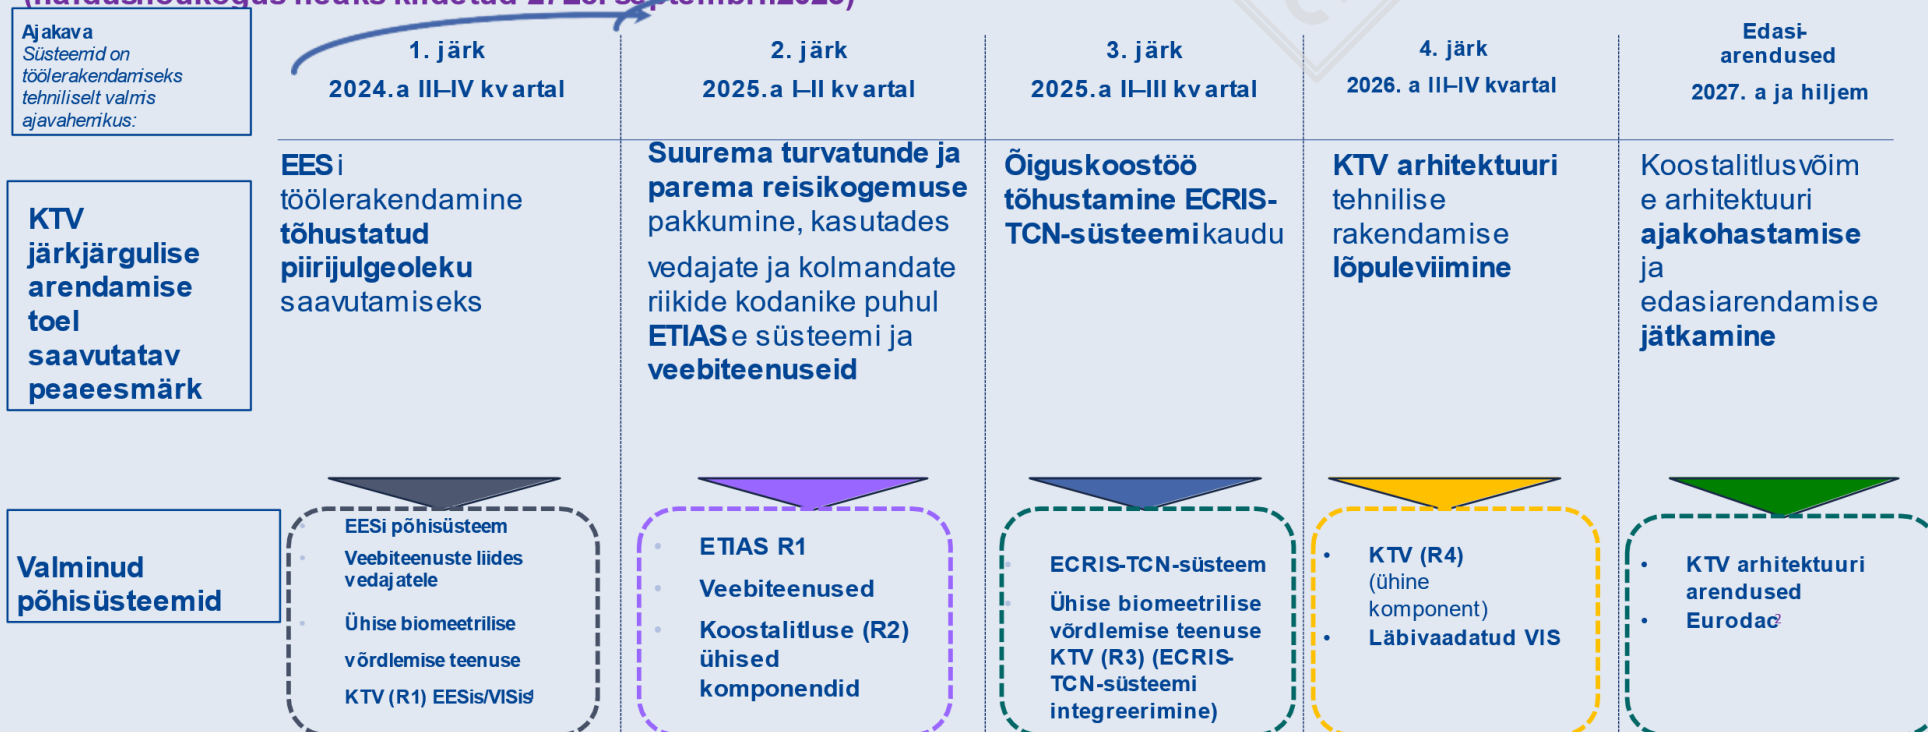 Ajakava
Süsteemid on
töölerakendamiseks
tehniliselt valmis
ajavahemikus:
1. järk
2024.a III–IV kvartal
2. järk
2025.a I–II kvartal
3. järk
2025.a II–III kvartal
4. järk
2026. a III–IV kvartal
Edasi-
arendused
2027. a ja hiljem
KTV
järkjärgulise
arendamise
toel
saavutatav
peaeesmärk
EESi
töölerakendamine
tõhustatud
piirijulgeoleku
saavutamiseks
Suurema turvatunde ja
parema reisikogemuse
pakkumine, kasutades
vedajate ja kolmandate
riikide kodanike puhul
ETIASe süsteemi ja
veebiteenuseid
Õiguskoostöö
tõhustamine ECRIS-
TCN-süsteemi kaudu
KTV arhitektuuri
tehnilise
rakendamise
lõpuleviimine
Koostalitlusvõim
e arhitektuuri
ajakohastamise
ja
edasiarendamise
jätkamine
Valminud
põhisüsteemid
• EESi põhisüsteem
• Veebiteenuste liides
vedajatele
• Ühise biomeetrilise
võrdlemise teenuse
KTV (R1) EESis/VISis
• ETIAS R1
• Veebiteenused
• Koostalitluse (R2)
ühised
komponendid
• ECRIS-TCN-süsteem
• Ühise biomeetrilise
võrdlemise teenuse
KTV (R3) (ECRIS-
TCN-süsteemi
integreerimine)
• KTV (R4)
(ühine
komponent)
• Läbivaadatud VIS
• KTV arhitektuuri
arendused
• Eurodac²